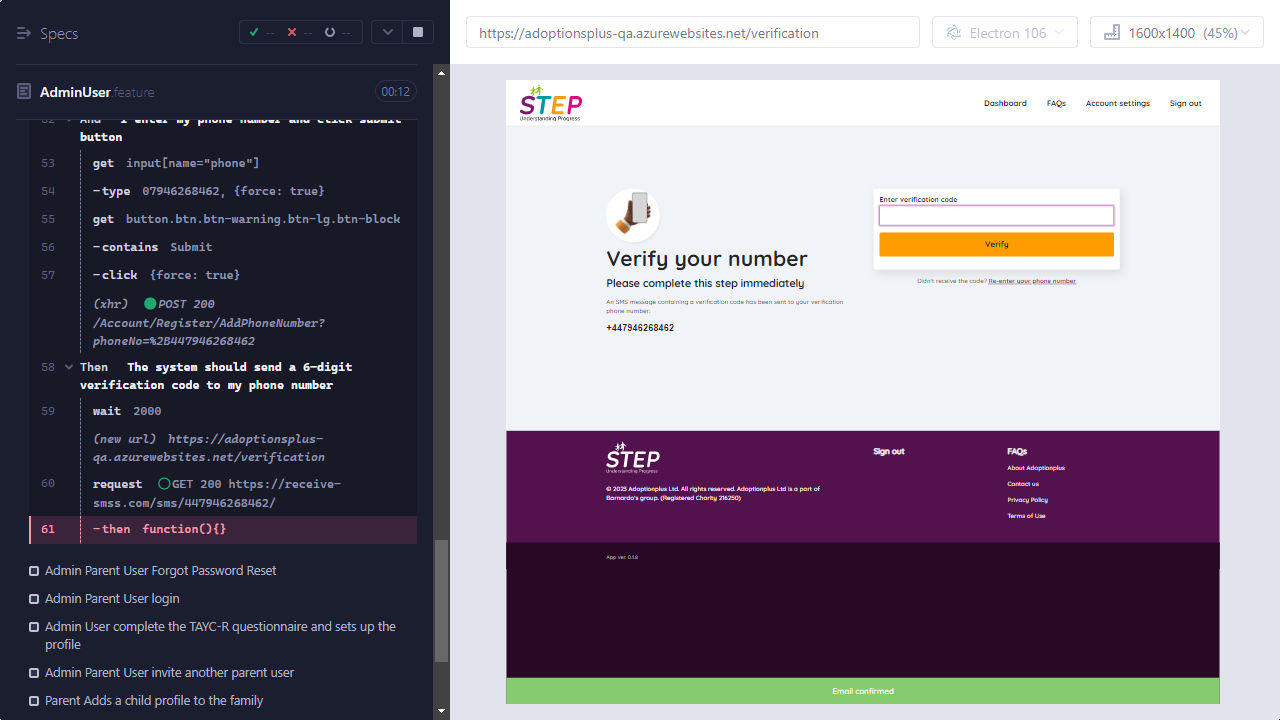 Specs
-- -- --
AdminUser.feature 00:12
52 And I enter my phone number and click submit
button
53 get input[name="phone"]
54 -type 07946268462, {force: true}
55 get button.btn.btn-warning.btn-lg.btn-block
56 -contains Submit
57 -click {force: true}
(xhr) POST 200
/Account/Register/AddPhoneNumber?
phoneNo=%2B447946268462
58 Then The system should send a 6-digit
verification code to my phone number
59 wait 2000
(new url) https://adoptionsplus-
qa.azurewebsites.net/verification
60 request GET 200 https://receive-
smss.com/sms/447946268462/
61 -then function(){}
Admin Parent User Forgot Password Reset
Admin Parent User login
Admin User complete the TAYC-R questionnaire and sets up the
profile
Admin Parent User invite another parent user
Parent Adds a child profile to the family
https://adoptionsplus-qa.azurewebsites.net/verification
Electron 106
1600x1400 (45%)
STEP
Understanding Progress
Dashboard FAQs Account settings Sign out
Verify your number
Please complete this step immediately
An SMS message containing a verification code has been sent to your verification
phone number:
+447946268462
Enter verification code
Verify
Didn't receive the code? Re-enter your phone number
STEP
Understanding Progress
© 2023 Adoptionplus Ltd. All rights reserved. Adoptionplus Ltd is a part of
Barnardo's group. (Registered Charity 216250)
Sign out
FAQs
About Adoptionplus
Contact us
Privacy Policy
Terms of Use
App ver. 0.1.8
Email confirmed